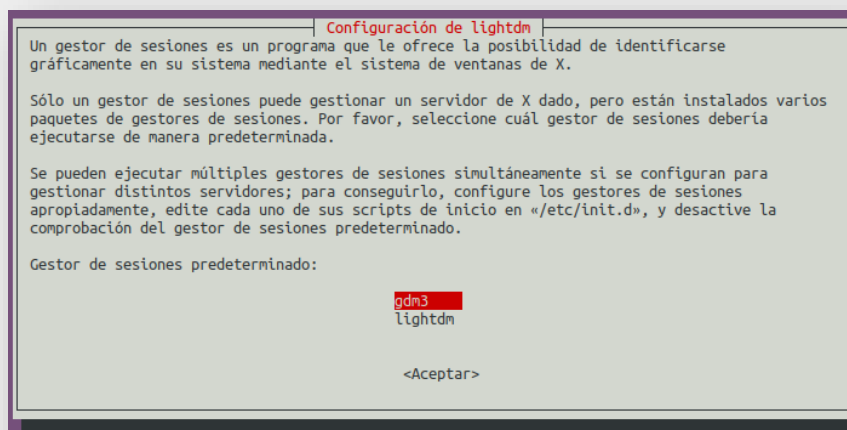 Configuración de lightdm
Un gestor de sesiones es un programa que le ofrece la posibilidad de identificarse
gráficamente en su sistema mediante el sistema de ventanas de X.
Sólo un gestor de sesiones puede gestionar un servidor de X dado, pero están instalados varios
paquetes de gestores de sesiones. Por favor, seleccione cuál gestor de sesiones debería
ejecutarse de manera predeterminada.
Se pueden ejecutar múltiples gestores de sesiones simultáneamente si se configuran para
gestionar distintos servidores; para conseguirlo, configure los gestores de sesiones
apropiadamente, edite cada uno de sus scripts de inicio en «/etc/init.d», y desactive la
comprobación del gestor de sesiones predeterminado.
Gestor de sesiones predeterminado:
gdm3
lightdm
<Aceptar>